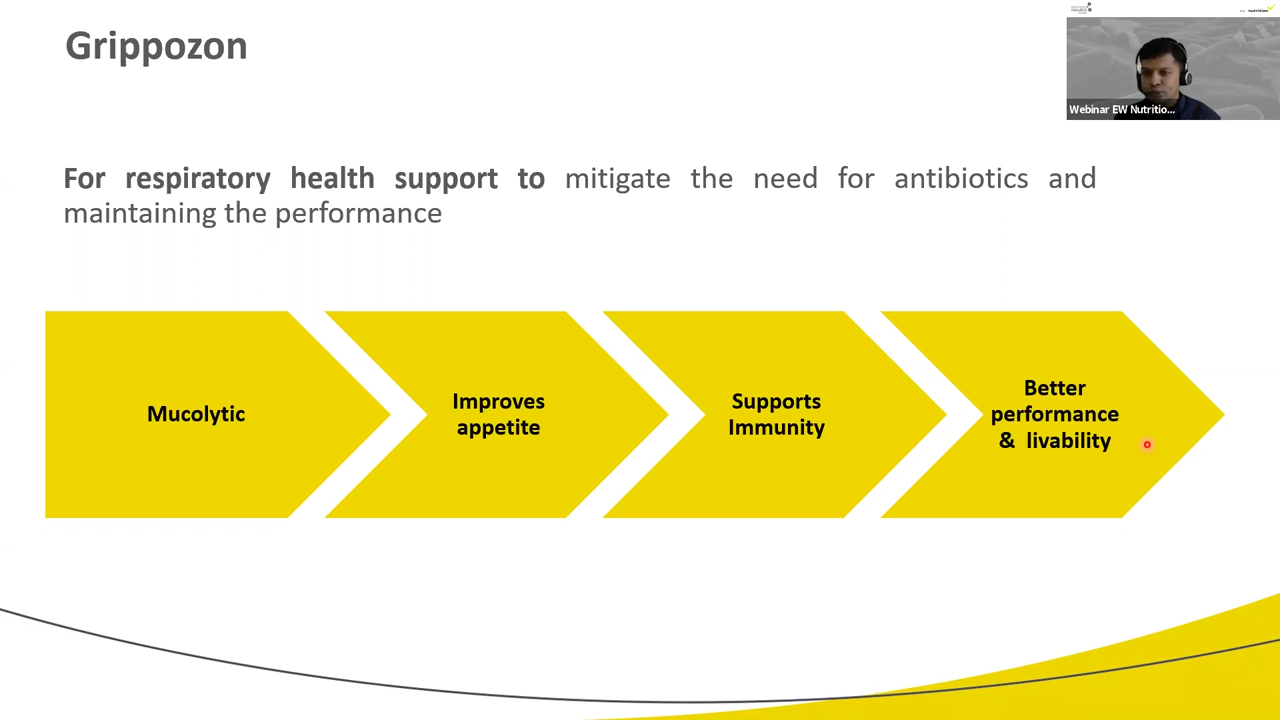 Grippozon
nutrition
Webinar EW Nutritio...
For respiratory health support to mitigate the need for antibiotics and
maintaining the performance
Mucolytic
Improves
appetite
Supports
Immunity
Better
performance
& livability